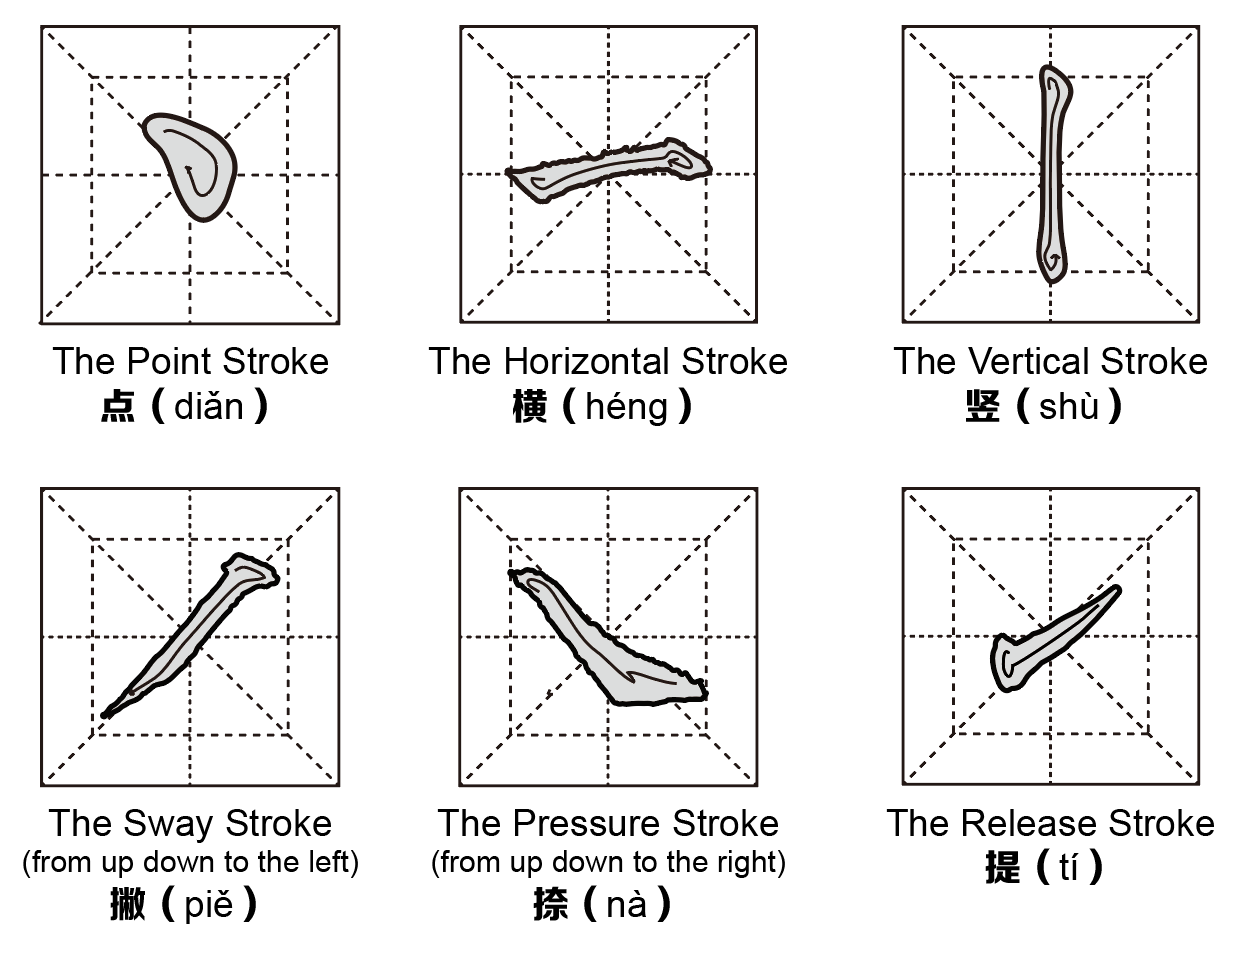 The Point Stroke
点（diǎn）
The Horizontal Stroke
横（héng）
The Vertical Stroke
竖（shù）
The Sway Stroke
(from up down to the left)
撇（piě）
The Pressure Stroke
(from up down to the right)
捺（nà）
The Release Stroke
提（tí）